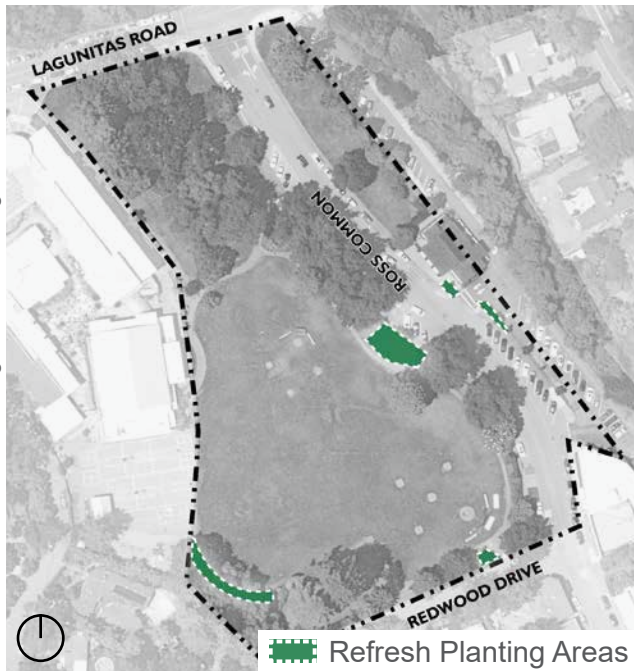 LAGUNITAS ROAD
ROSS COMMON
REDWOOD DRIVE
Refresh Planting Areas